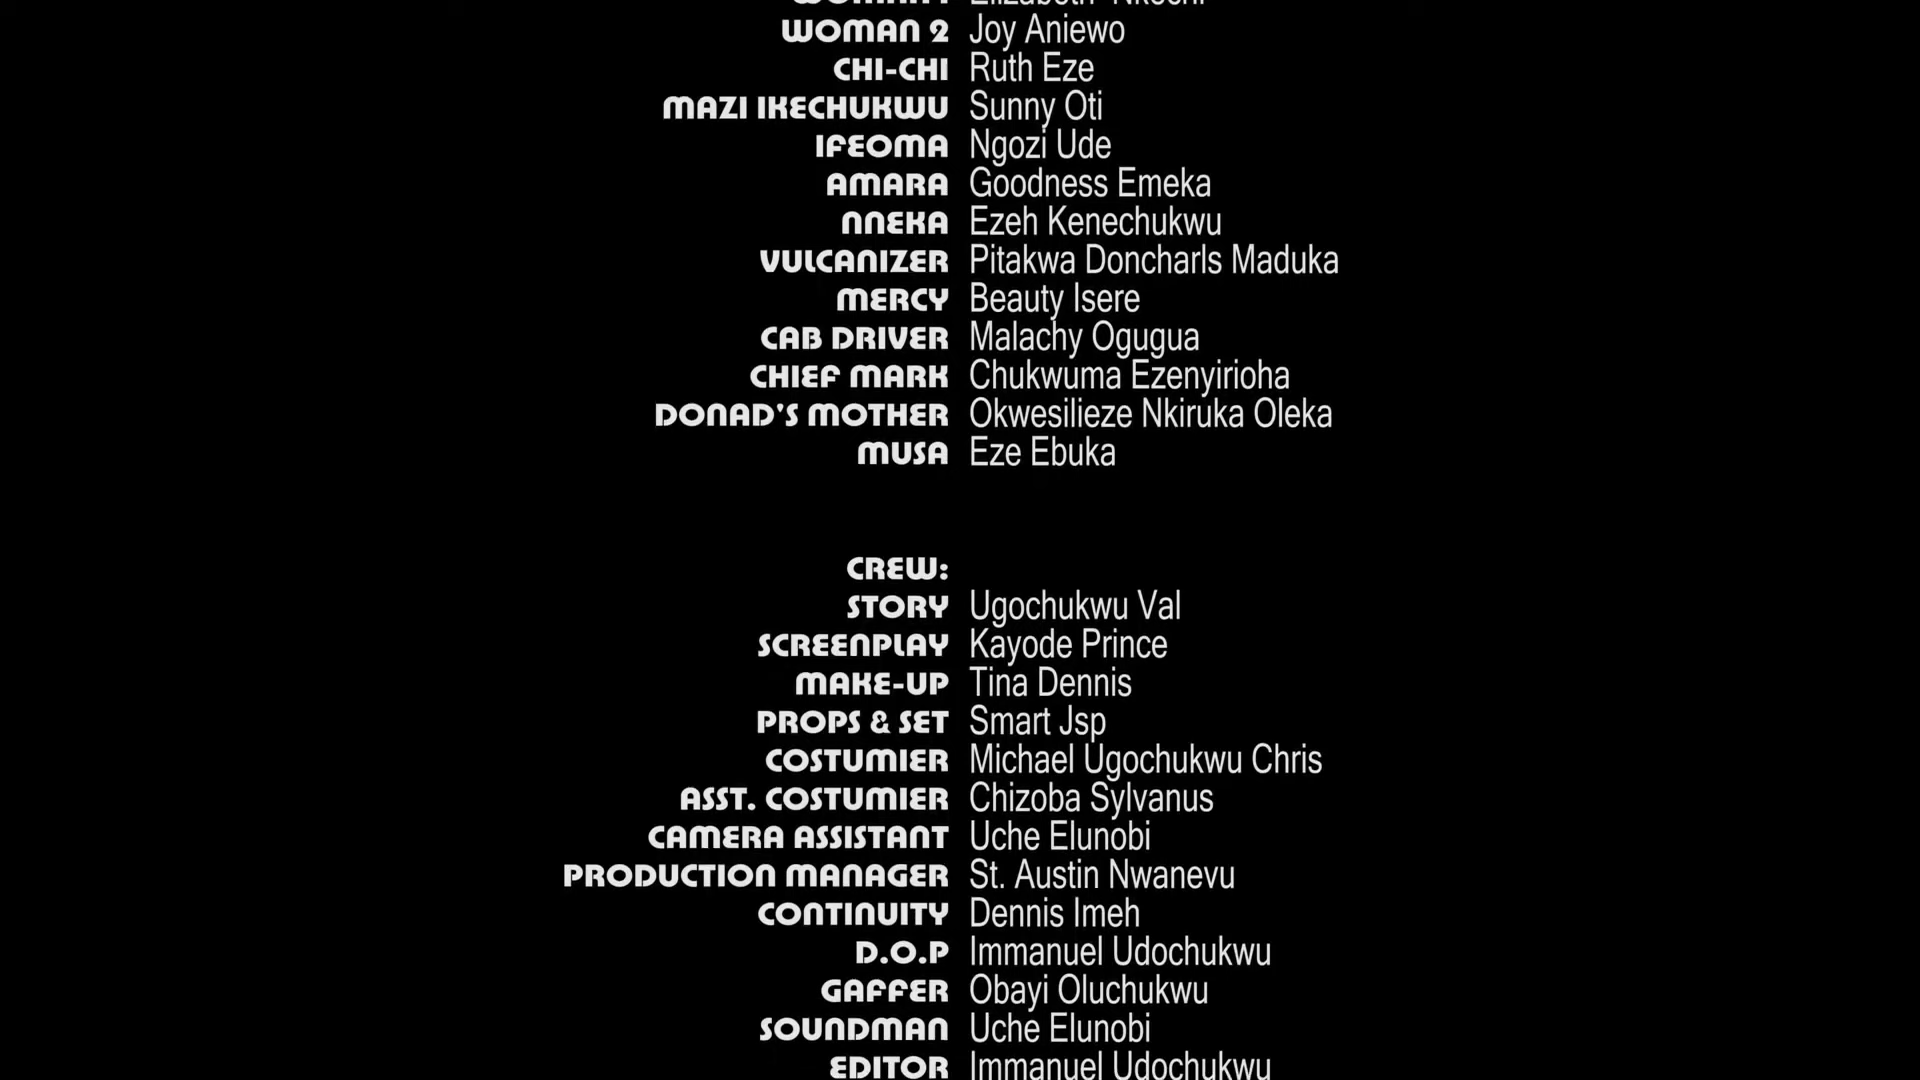 WOMAN 1 Elizabeth Nkechi
WOMAN 2 Joy Aniewo
CHI-CHI Ruth Eze
MAZI IKECHUKWU Sunny Oti
IFEOMA Ngozi Ude
AMARA Goodness Emeka
NNEKA Ezeh Kenechukwu
VULCANIZER Pitakwa Doncharls Maduka
MERCY Beauty Isere
CAB DRIVER Malachy Ogugua
CHIEF MARK Chukwuma Ezenyirioha
DONAD'S MOTHER Okwesilieze Nkiruka Oleka
MUSA Eze Ebuka
CREW:
STORY Ugochukwu Val
SCREENPLAY Kayode Prince
MAKE-UP Tina Dennis
PROPS & SET Smart Jsp
COSTUMIER Michael Ugochukwu Chris
ASST. COSTUMIER Chizoba Sylvanus
CAMERA ASSISTANT Uche Elunobi
PRODUCTION MANAGER St. Austin Nwanevu
CONTINUITY Dennis Imeh
D.O.P Immanuel Udochukwu
GAFFER Obayi Oluchukwu
SOUNDMAN Uche Elunobi
EDITOR Immanuel Udochukwu